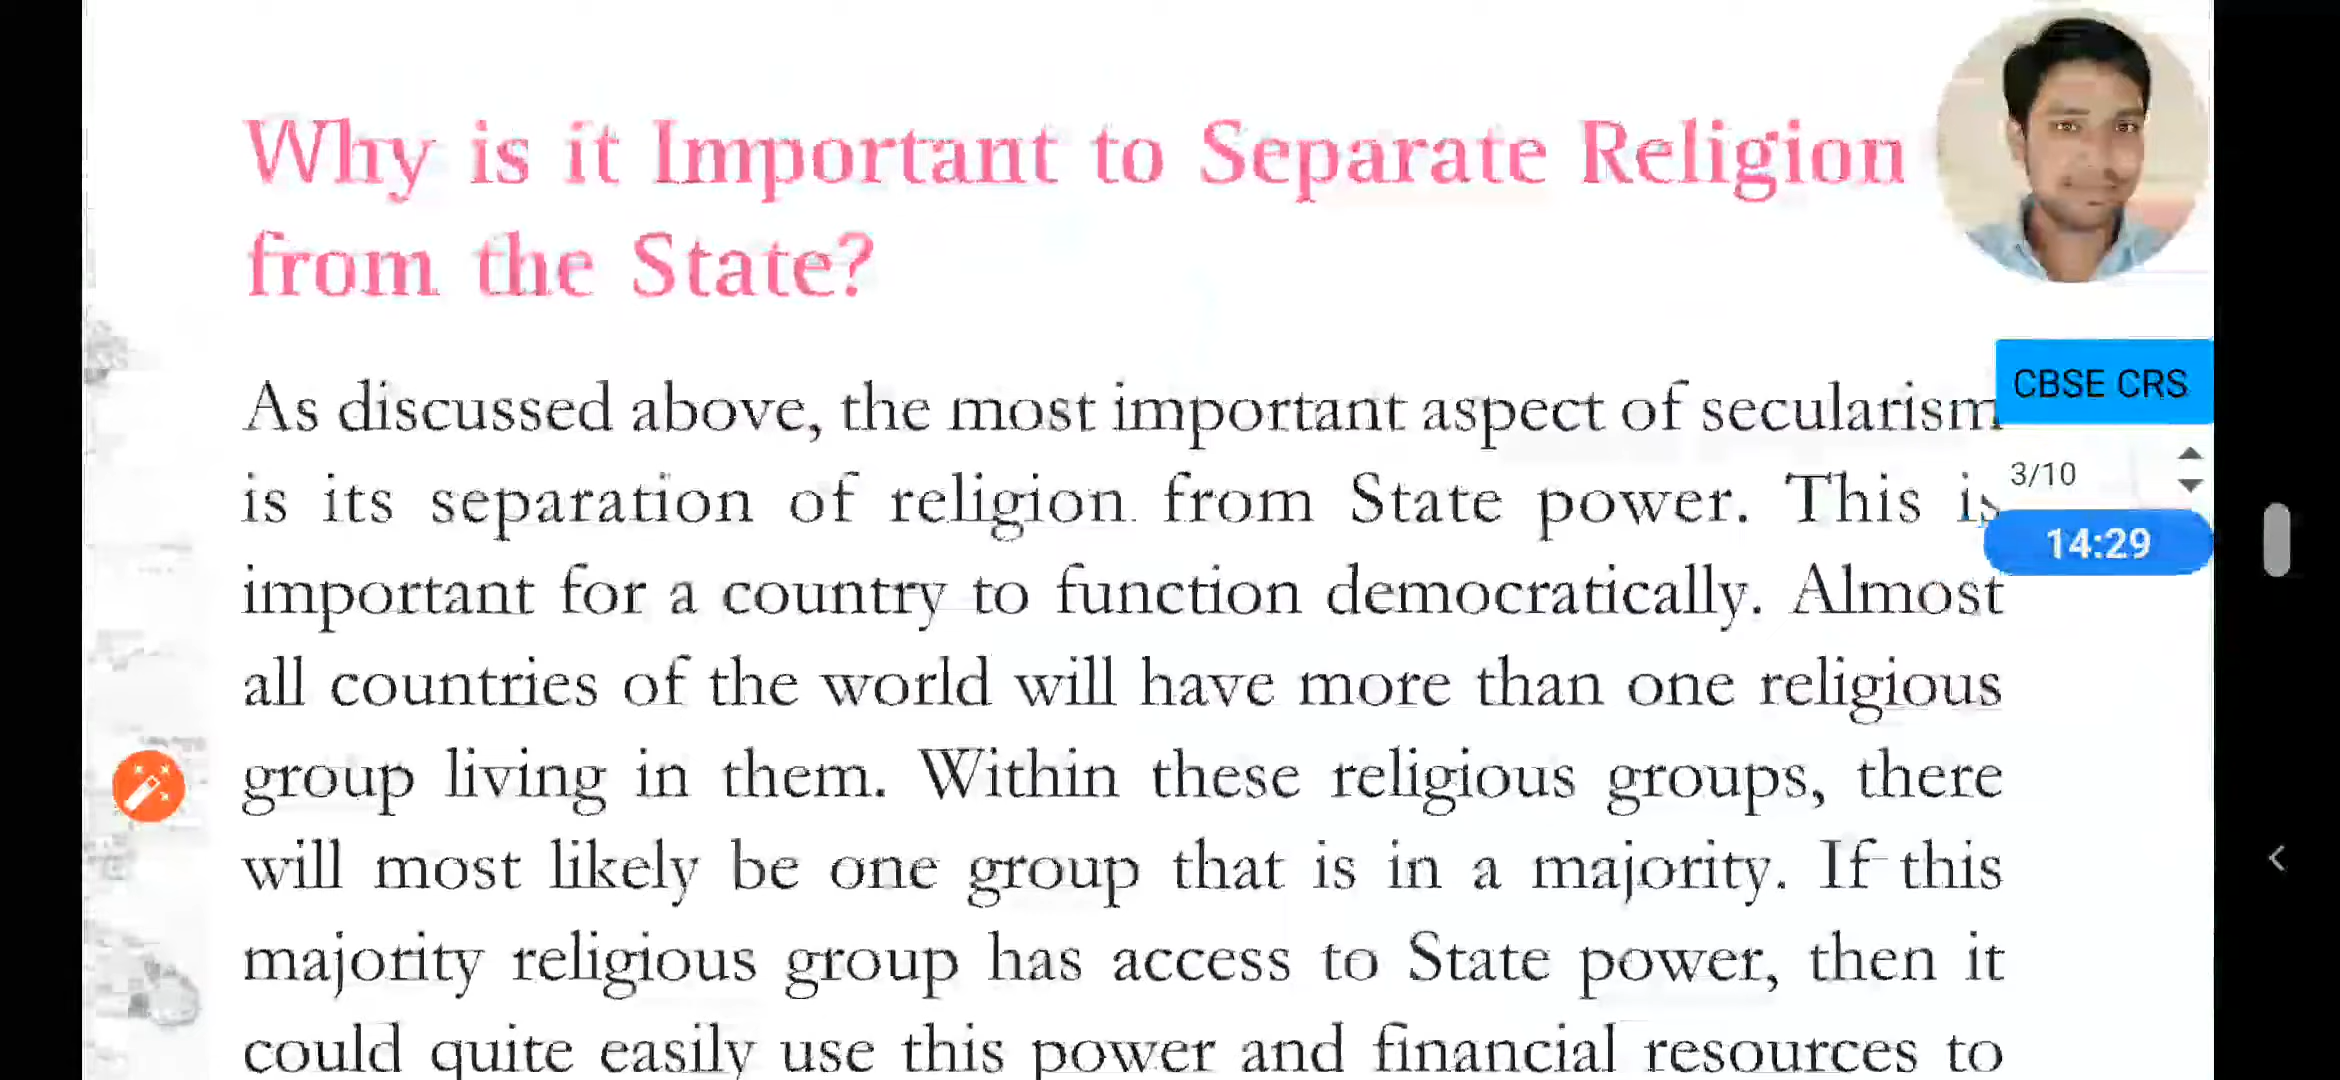 Why is it Important to Separate Religion
from the State?
As discussed above, the most important aspect of secularism
is its separation of religion from State power. This is
important for a country to function democratically. Almost
all countries of the world will have more than one religious
group living in them. Within these religious groups, there
will most likely be one group that is in a majority. If this
majority religious group has access to State power, then it
could quite easily use this power and financial resources to
CBSE CRS
3/10
14:29